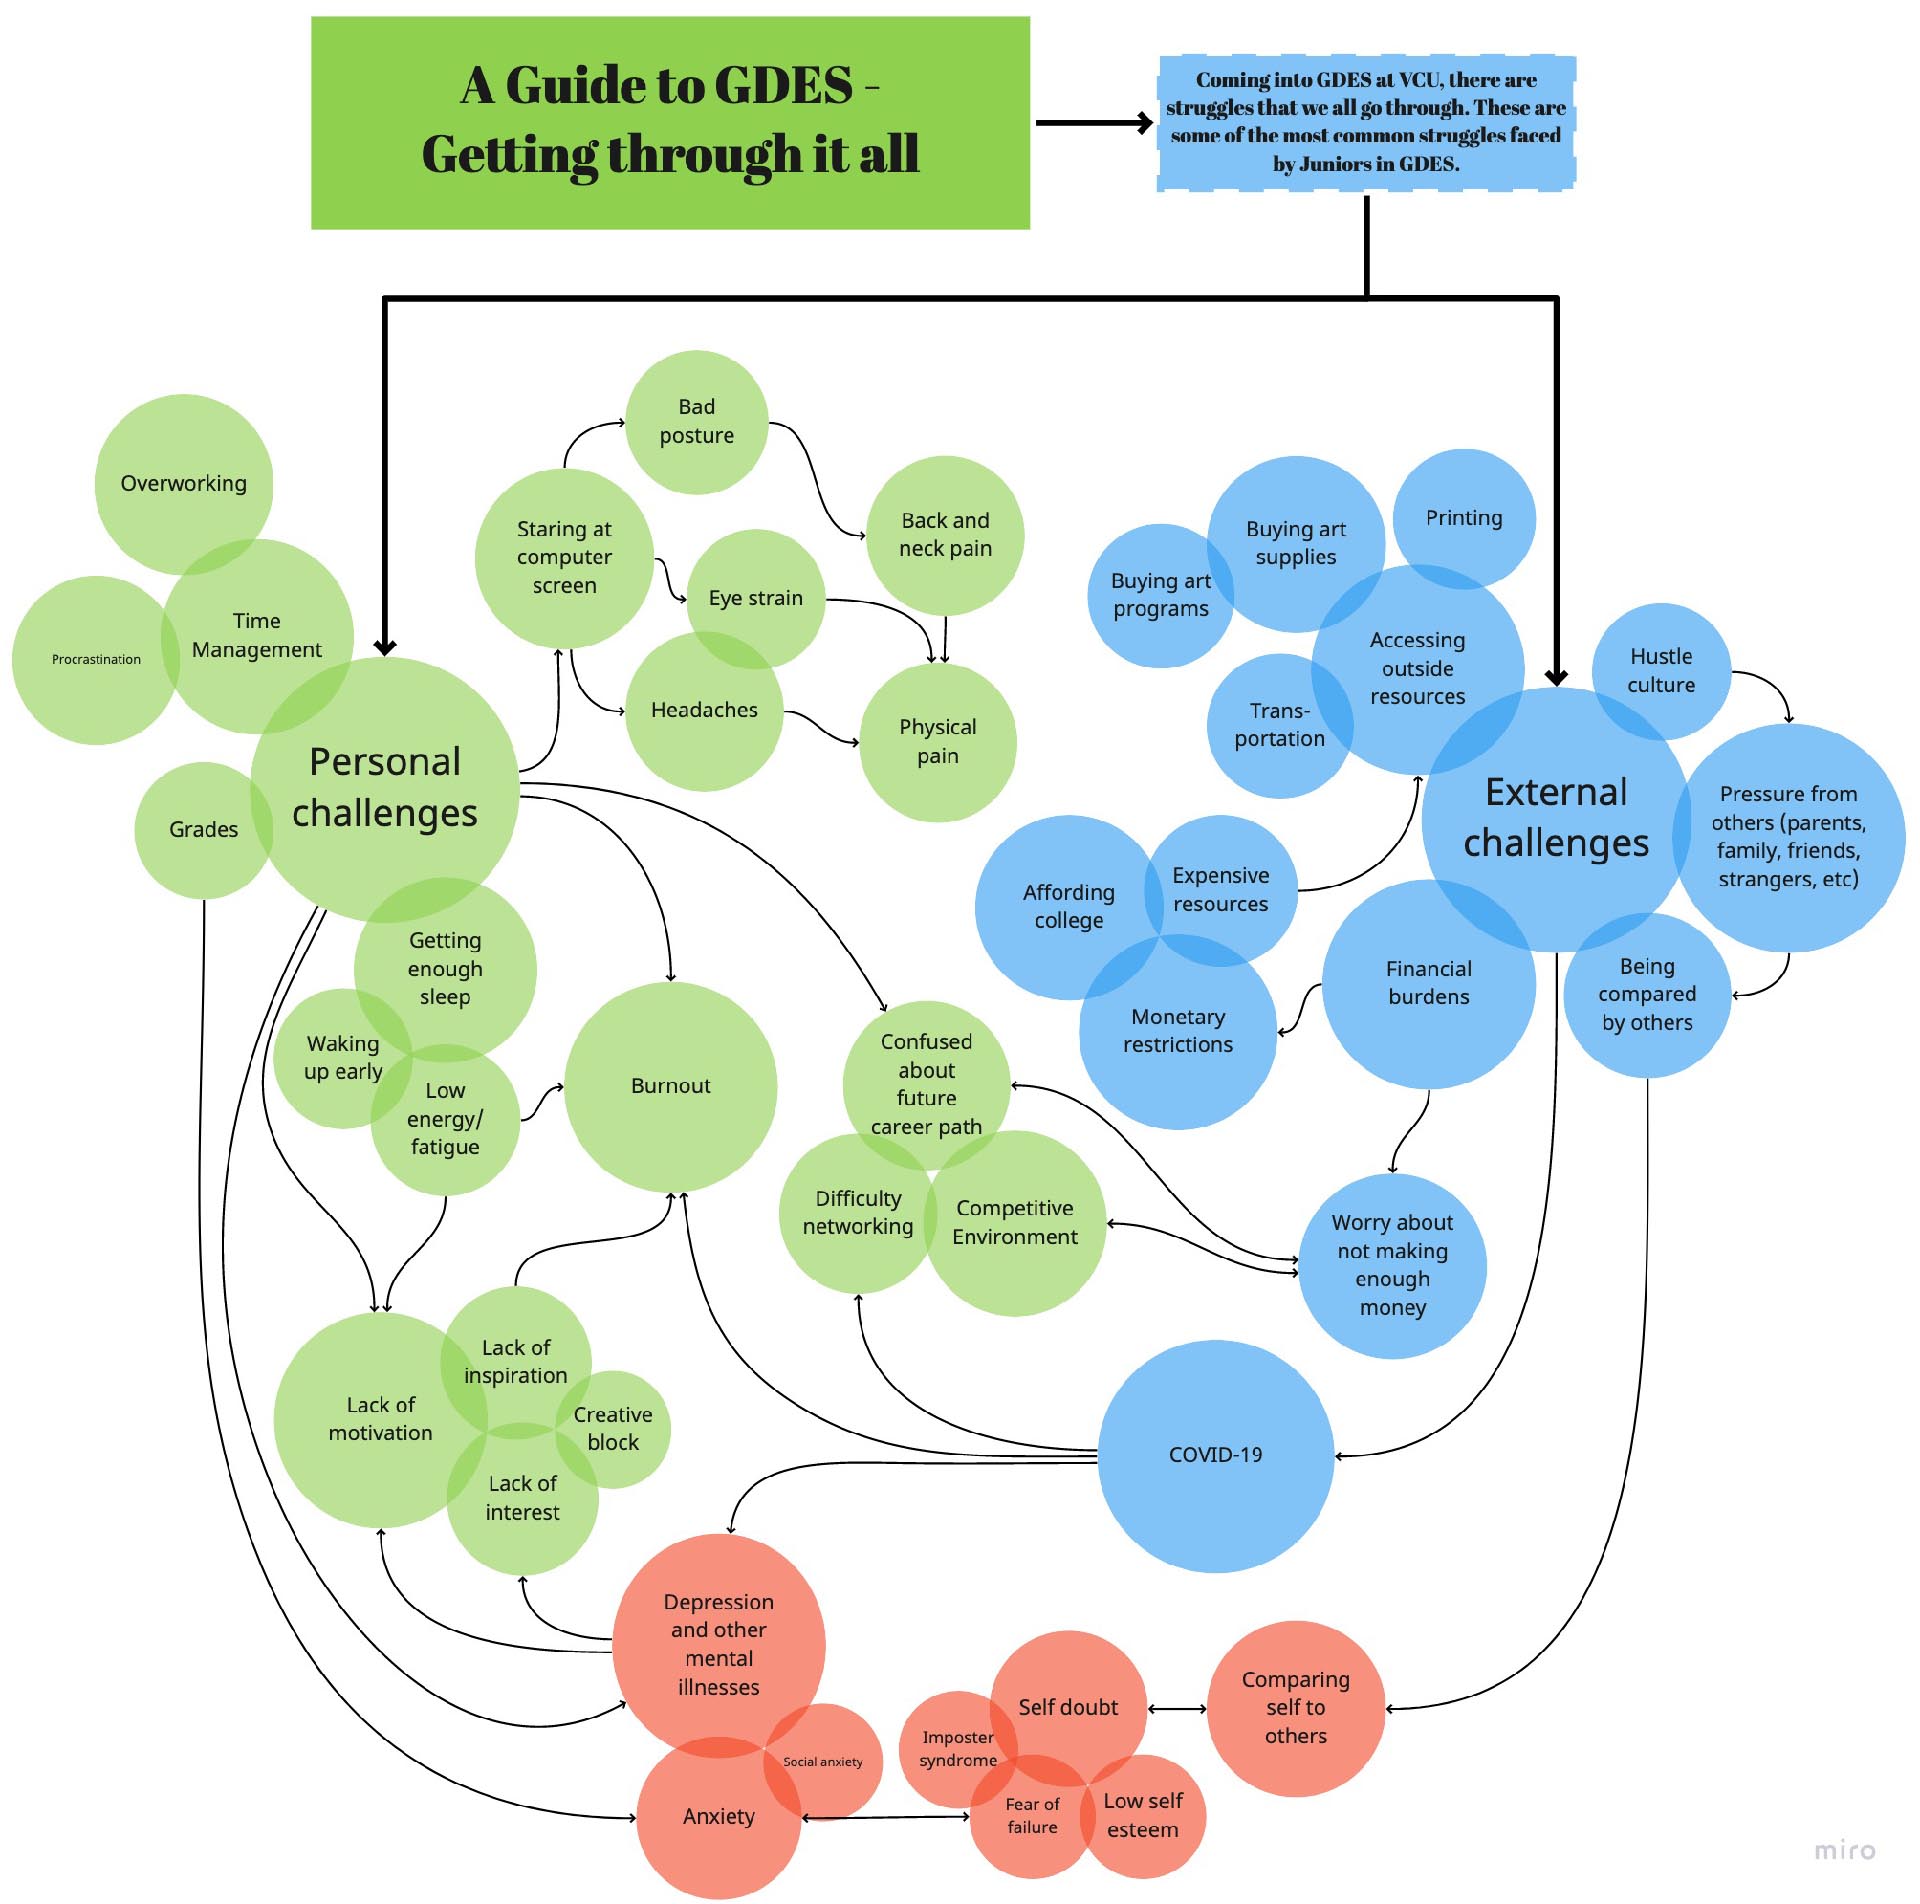 A Guide to GDES -
Getting through it all
Coming into GDES at VCU, there are
struggles that we all go through. These are
some of the most common struggles faced
by Juniors in GDES.
Overworking
Time
Management
Procrastination
Personal
challenges
Grades
Staring at
computer
screen
Bad
posture
Back and
neck pain
Eye strain
Headaches
Physical
pain
Getting
enough
sleep
Waking
up early
Low
energy/
fatigue
Burnout
Confused
about
future
career path
Difficulty
networking
Competitive
Environment
Lack of
motivation
Lack of
inspiration
Creative
block
Lack of
interest
Buying art
programs
Buying art
supplies
Printing
Accessing
outside
resources
Trans-
portation
Hustle
culture
External
challenges
Pressure from
others (parents,
family, friends,
strangers, etc)
Affording
college
Expensive
resources
Monetary
restrictions
Financial
burdens
Being
compared
by others
Worry about
not making
enough
money
COVID-19
Depression
and other
mental
illnesses
Social anxiety
Anxiety
Imposter
syndrome
Self doubt
Fear of
failure
Low self
esteem
Comparing
self to
others
miro